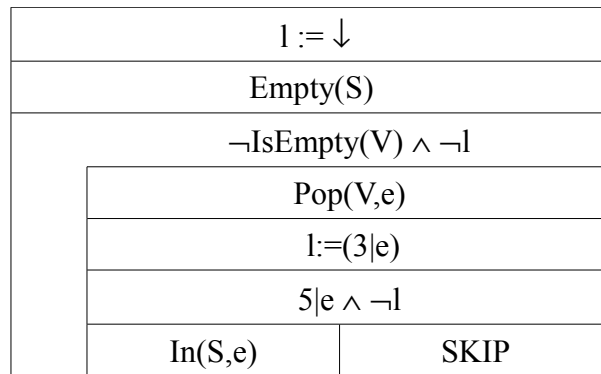 l := ↓
Empty(S)
¬IsEmpty(V) ∧ ¬l
Pop(V,e)
l:=(3|e)
5|e ∧ ¬l
In(S,e) SKIP